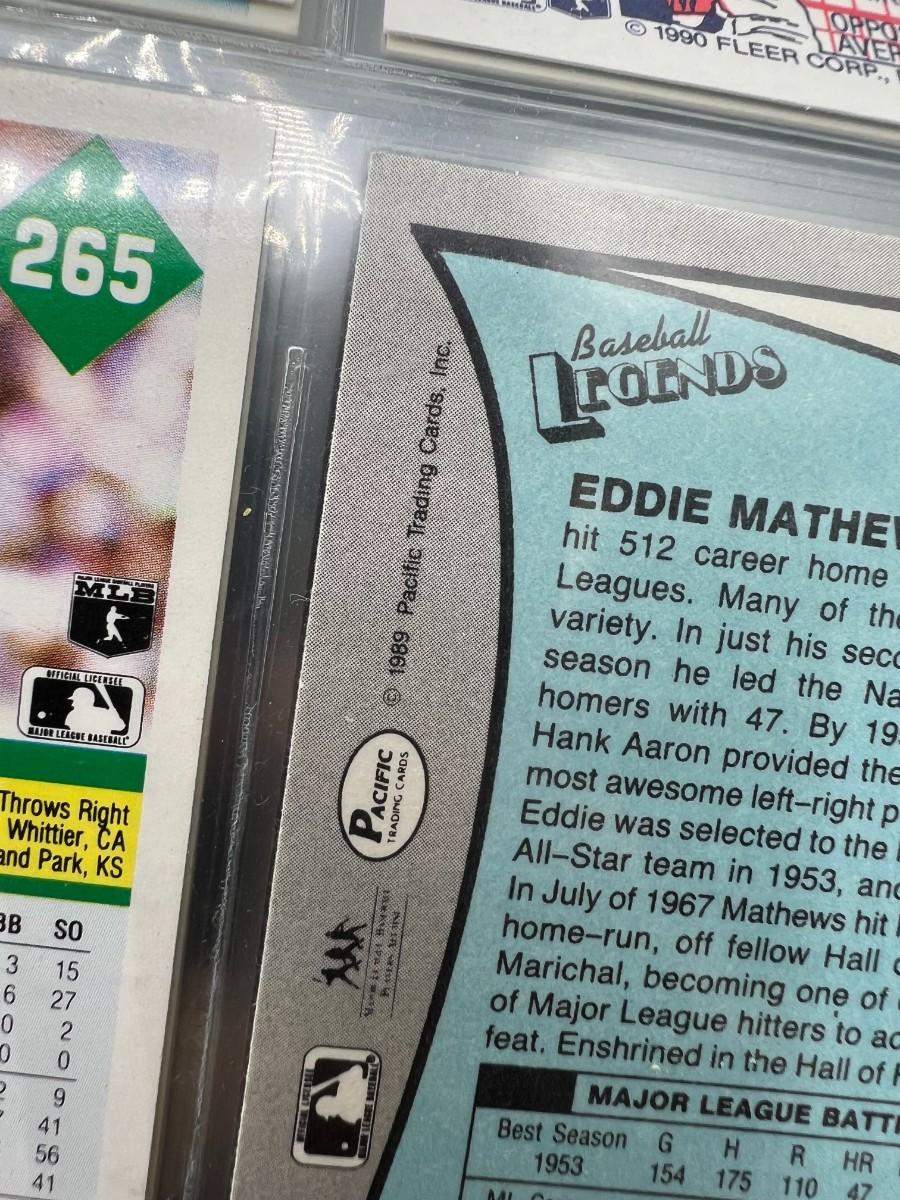 © 1990 FLEER CORP.,
265
MLB
OFFICIAL LICENSEE
MAJOR LEAGUE BASEBALL
Throws Right
Whittier, CA
and Park, KS
BB SO
3 15
6 27
0 2
0 0
9
41
56
41
© 1989 Pacific Trading Cards, Inc.
PACIFIC
TRADING CARDS
Baseball
LEGENDS
EDDIE MATHEW
hit 512 career home
Leagues. Many of the
variety. In just his seco
season he led the Na
homers with 47. By 19
Hank Aaron provided the
most awesome left–right p
Eddie was selected to the
All–Star team in 1953, and
In July of 1967 Mathews hit
home–run, off fellow Hall
Marichal, becoming one of
of Major League hitters to ac
feat. Enshrined in the Hall of F
MAJOR LEAGUE BATTI
Best Season G H R HR
1953 154 175 110 47